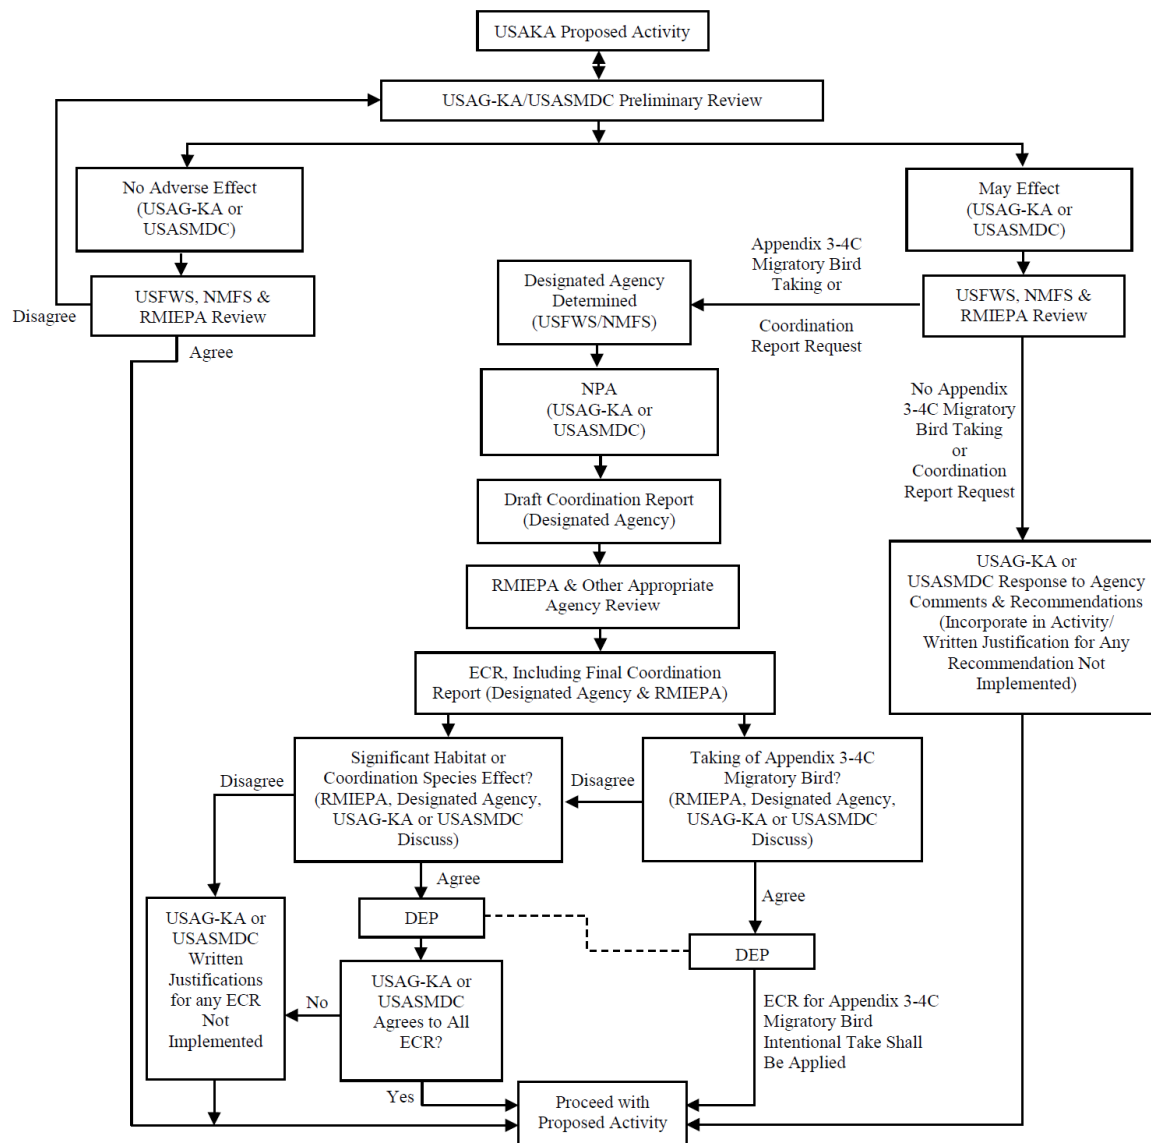 USAKA Proposed Activity
USAG-KA/USASMDC Preliminary Review
No Adverse Effect
(USAG-KA or
USASMDC)
May Effect
(USAG-KA or
USASMDC)
Appendix 3-4C
Migratory Bird
Taking or
Coordination
Report Request
Designated Agency
Determined
(USFWS/NMFS)
USFWS, NMFS &
RMIEPA Review
Disagree
Agree
USFWS, NMFS &
RMIEPA Review
NPA
(USAG-KA or
USASMDC)
No Appendix
3-4C Migratory
Bird Taking
or
Coordination
Report Request
Draft Coordination Report
(Designated Agency)
RMIEPA & Other Appropriate
Agency Review
USAG-KA or
USASMDC Response to Agency
Comments & Recommendations
(Incorporate in Activity/
Written Justification for Any
Recommendation Not
Implemented)
ECR, Including Final Coordination
Report (Designated Agency & RMIEPA)
Significant Habitat or
Coordination Species Effect?
(RMIEPA, Designated Agency,
USAG-KA or USASMDC
Discuss)
Disagree
Taking of Appendix 3-4C
Migratory Bird?
(RMIEPA, Designated Agency,
USAG-KA or USASMDC
Discuss)
Disagree
Agree
Agree
DEP
DEP
USAG-KA or
USASMDC
Written
Justifications
for any ECR
Not
Implemented
No
USAG-KA or
USASMDC
Agrees to All
ECR?
ECR for Appendix 3-4C
Migratory Bird
Intentional Take Shall
Be Applied
Yes
Proceed with
Proposed Activity